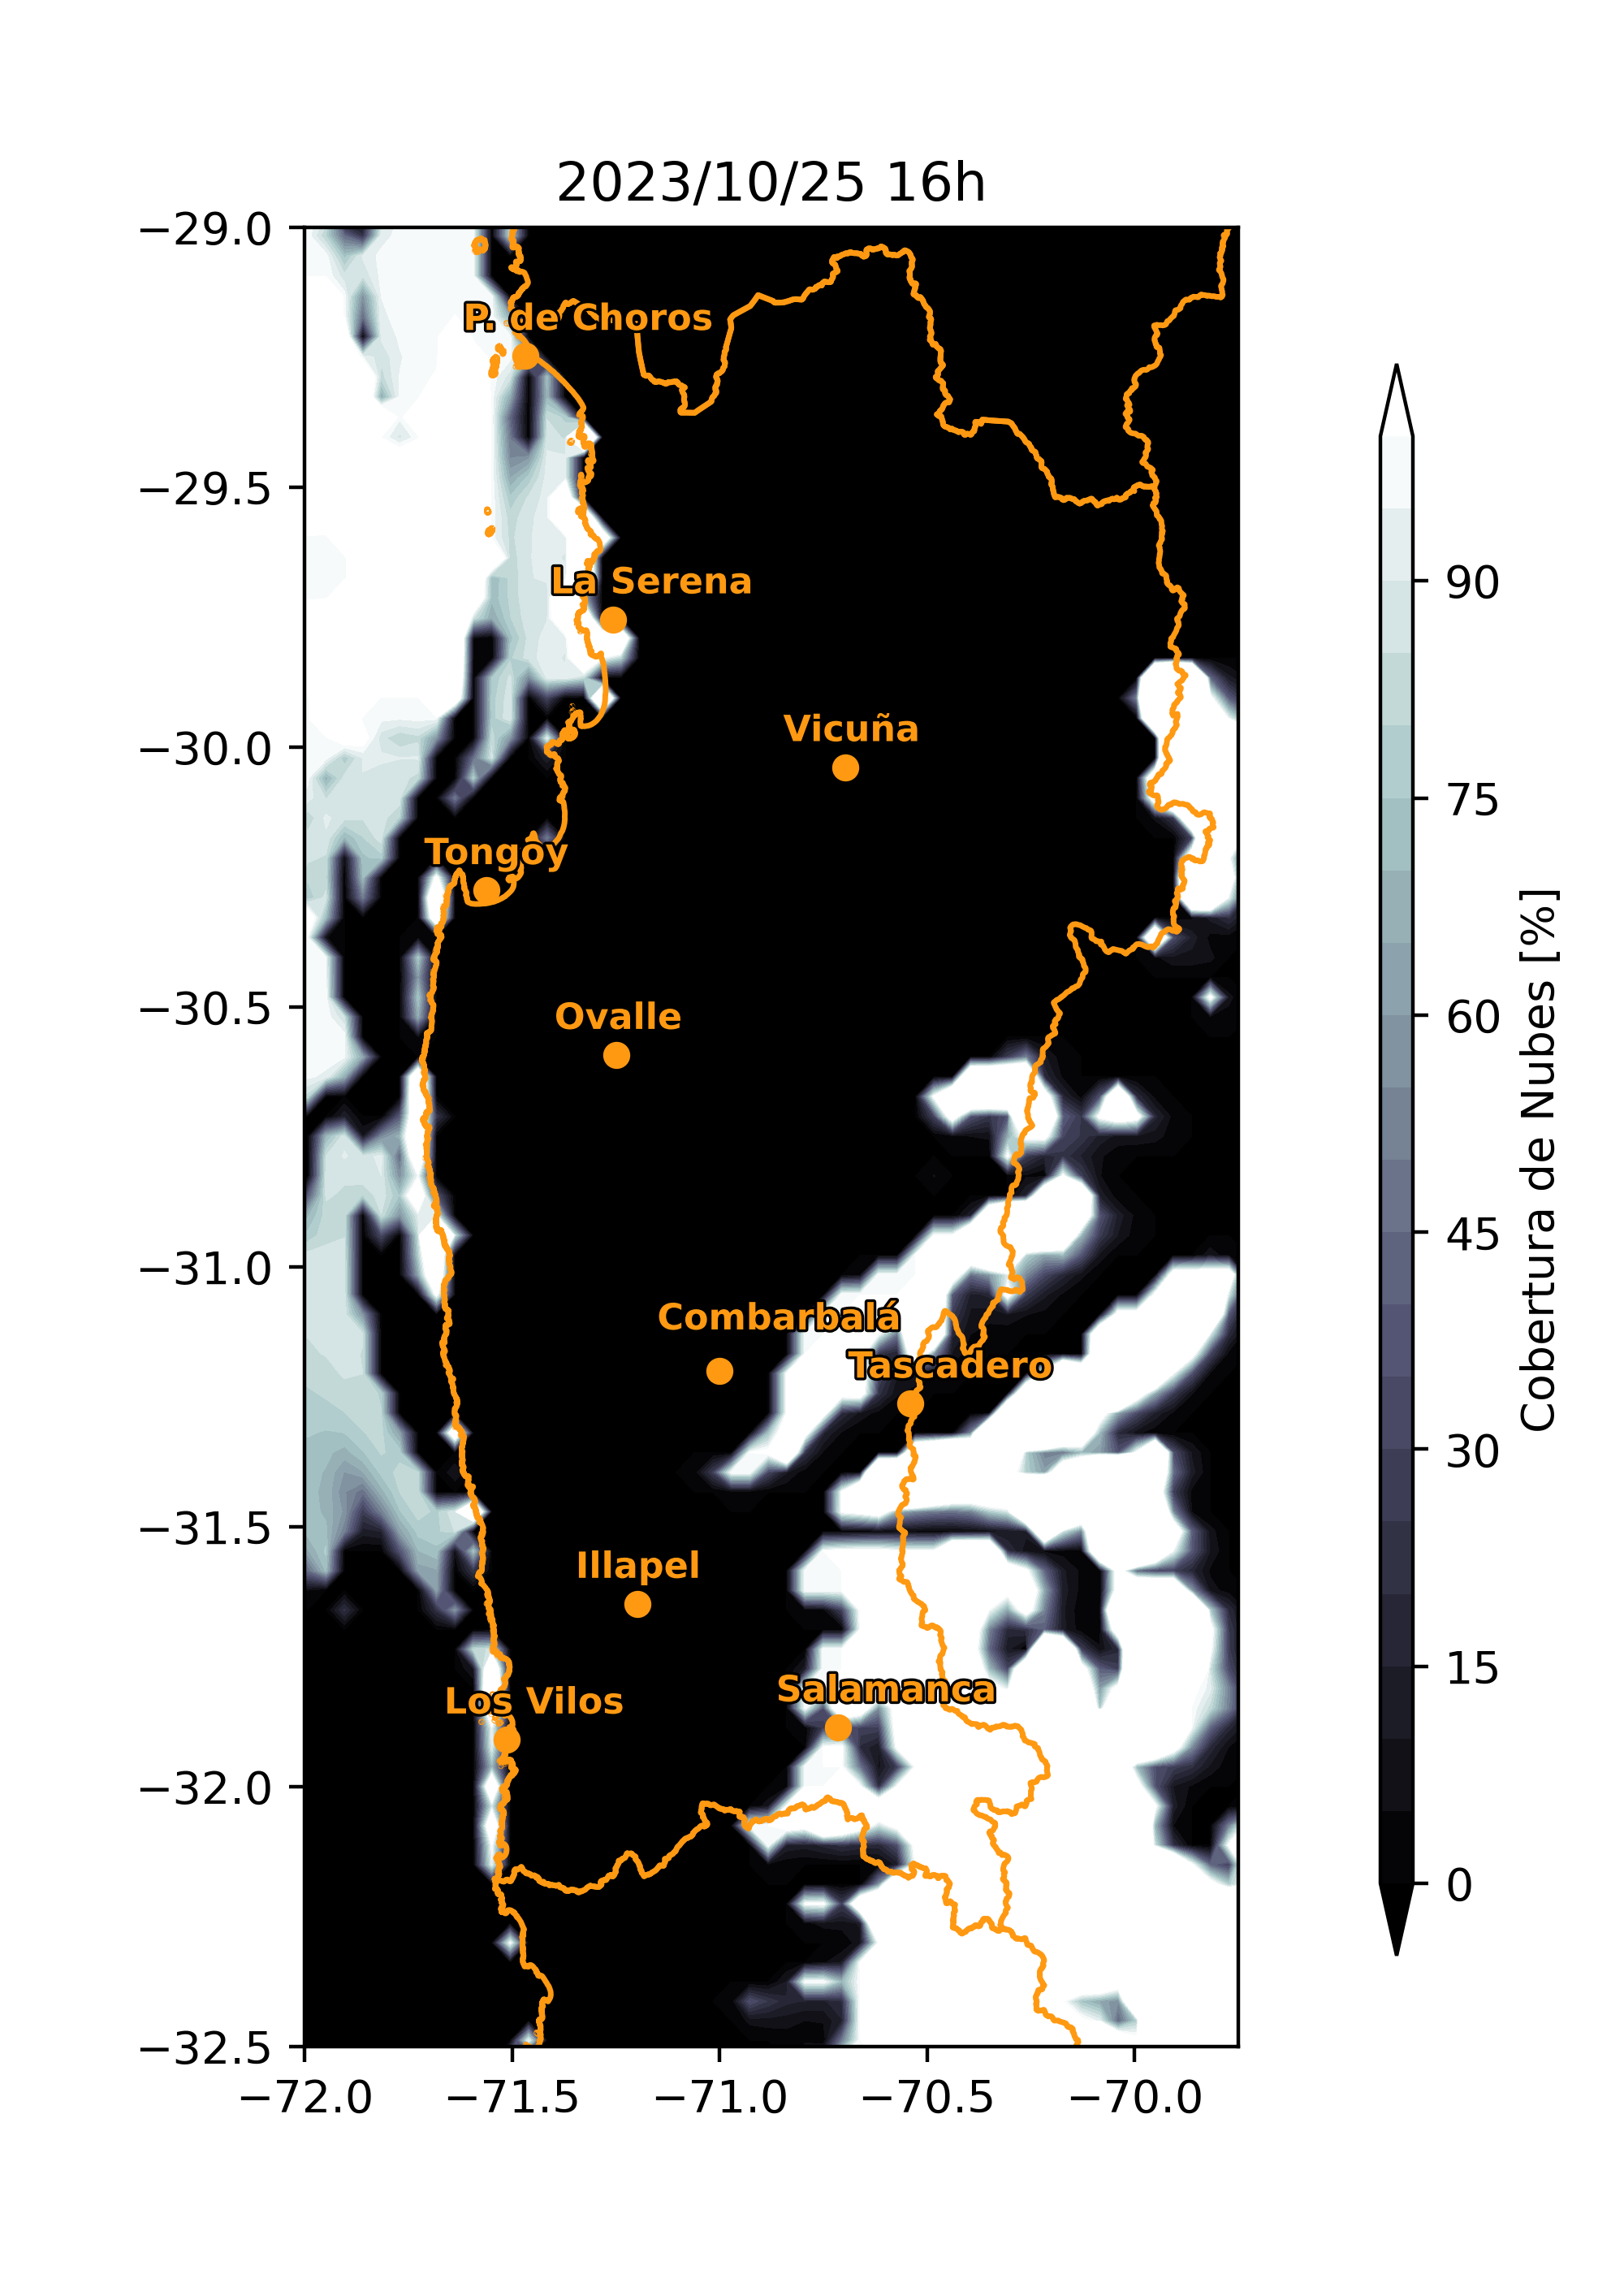 2023/10/25 16h
−29.0
P. de Choros
−29.5
La Serena
90
Vicuña
−30.0
75
Tongoy
−30.5
Ovalle
60
Cobertura de Nubes [%]
45
−31.0
Combarbalá
Tascadero
30
−31.5
Illapel
15
Salamanca
Los Vilos
−32.0
0
−32.5
−72.0 −71.5 −71.0 −70.5 −70.0